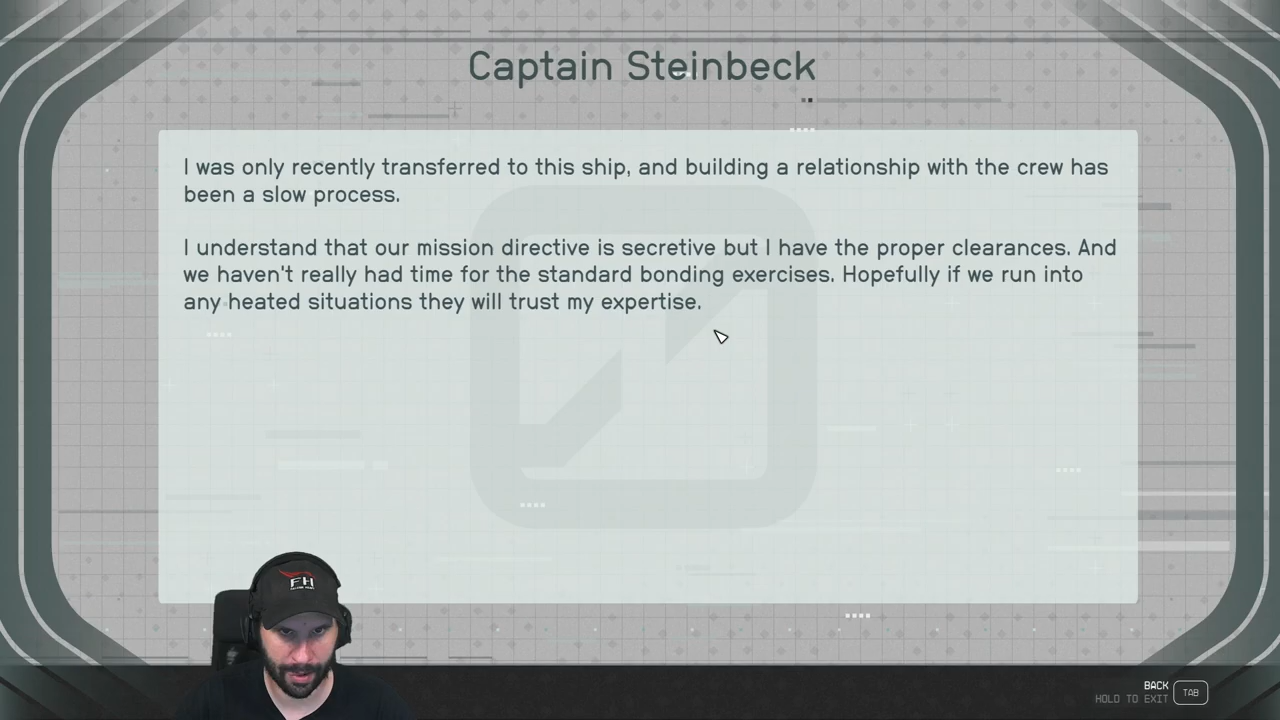 Captain Steinbeck
I was only recently transferred to this ship, and building a relationship with the crew has
been a slow process.
I understand that our mission directive is secretive but I have the proper clearances. And
we haven't really had time for the standard bonding exercises. Hopefully if we run into
any heated situations they will trust my expertise.
FH
BACK
HOLD TO EXIT TAB